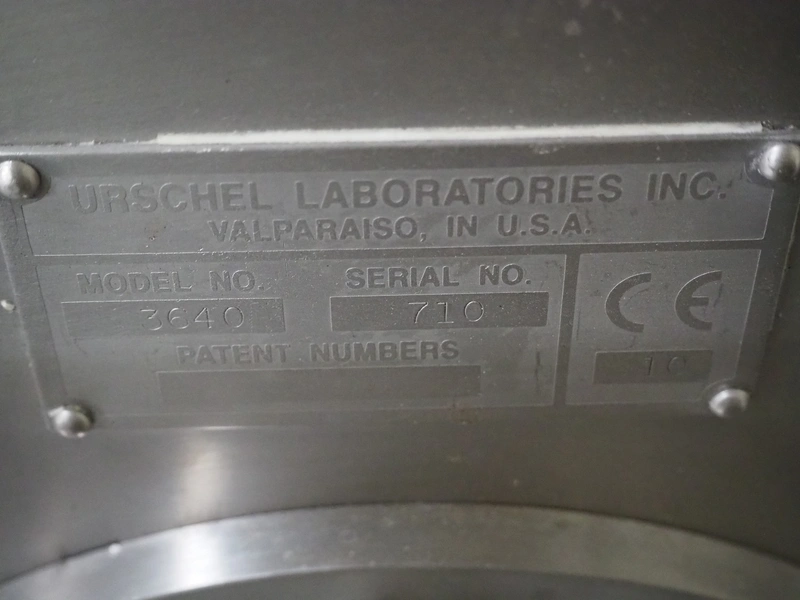 URSCHEL LABORATORIES INC.
VALPARAISO, IN U.S.A.
MODEL NO. SERIAL NO.
3640 710
PATENT NUMBERS
CE
10